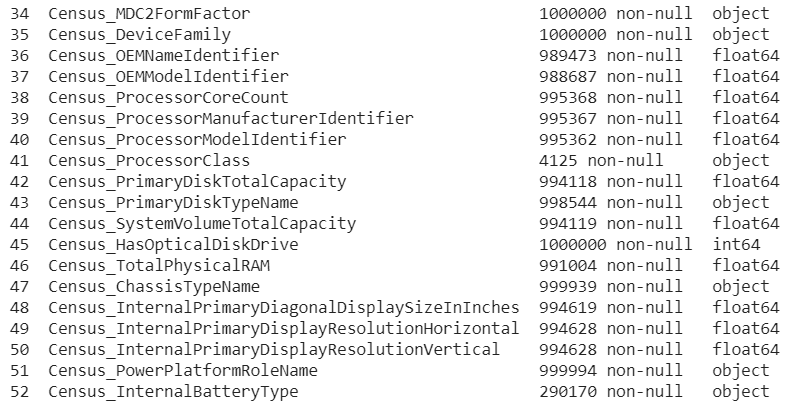 34 Census_MDC2FormFactor 1000000 non-null object
35 Census_DeviceFamily 1000000 non-null object
36 Census_OEMNameIdentifier 989473 non-null float64
37 Census_OEMModelIdentifier 988687 non-null float64
38 Census_ProcessorCoreCount 995368 non-null float64
39 Census_ProcessorManufacturerIdentifier 995367 non-null float64
40 Census_ProcessorModelIdentifier 995362 non-null float64
41 Census_ProcessorClass 4125 non-null object
42 Census_PrimaryDiskTotalCapacity 994118 non-null float64
43 Census_PrimaryDiskTypeName 998544 non-null object
44 Census_SystemVolumeTotalCapacity 994119 non-null float64
45 Census_HasOpticalDiskDrive 1000000 non-null int64
46 Census_TotalPhysicalRAM 991004 non-null float64
47 Census_ChassisTypeName 999939 non-null object
48 Census_InternalPrimaryDiagonalDisplaySizeInInches 994619 non-null float64
49 Census_InternalPrimaryDisplayResolutionHorizontal 994628 non-null float64
50 Census_InternalPrimaryDisplayResolutionVertical 994628 non-null float64
51 Census_PowerPlatformRoleName 999994 non-null object
52 Census_InternalBatteryType 290170 non-null object